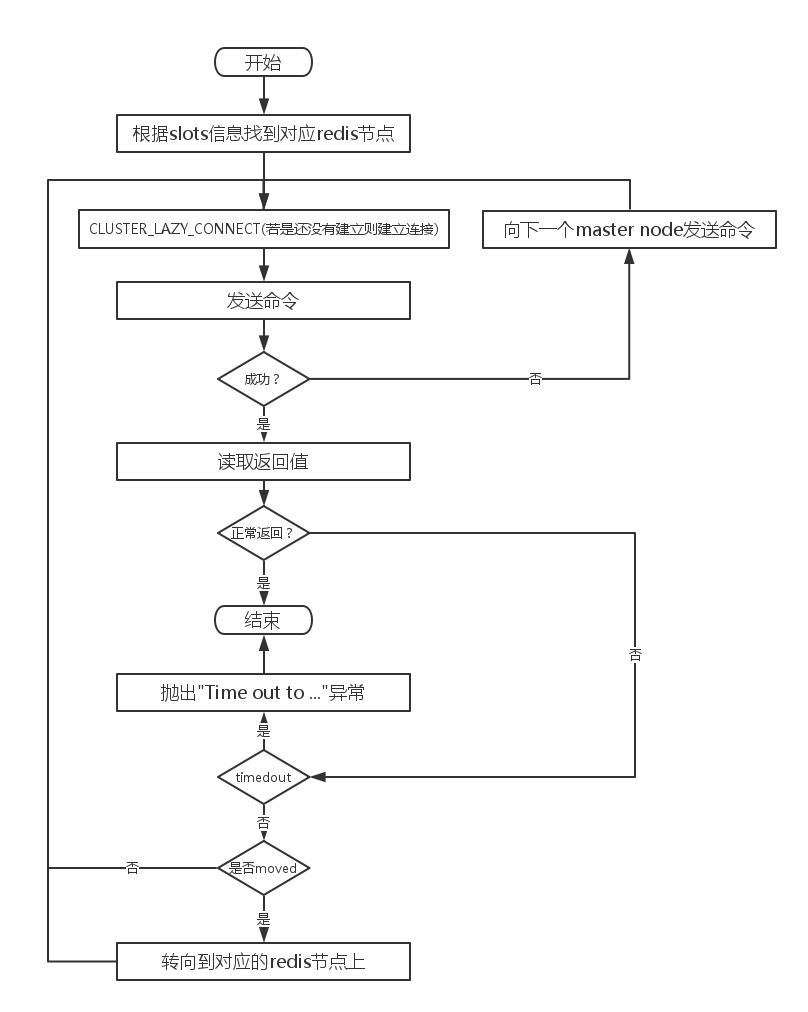 开始
根据slots信息找到对应redis节点
CLUSTER_LAZY_CONNECT(若是还没有建立则建立连接)
向下一个master node发送命令
发送命令
成功？
否
是
读取返回值
正常返回？
是
结束
否
抛出"Time out to ..."异常
是
timedout
否
是否moved
否
是
转向到对应的redis节点上